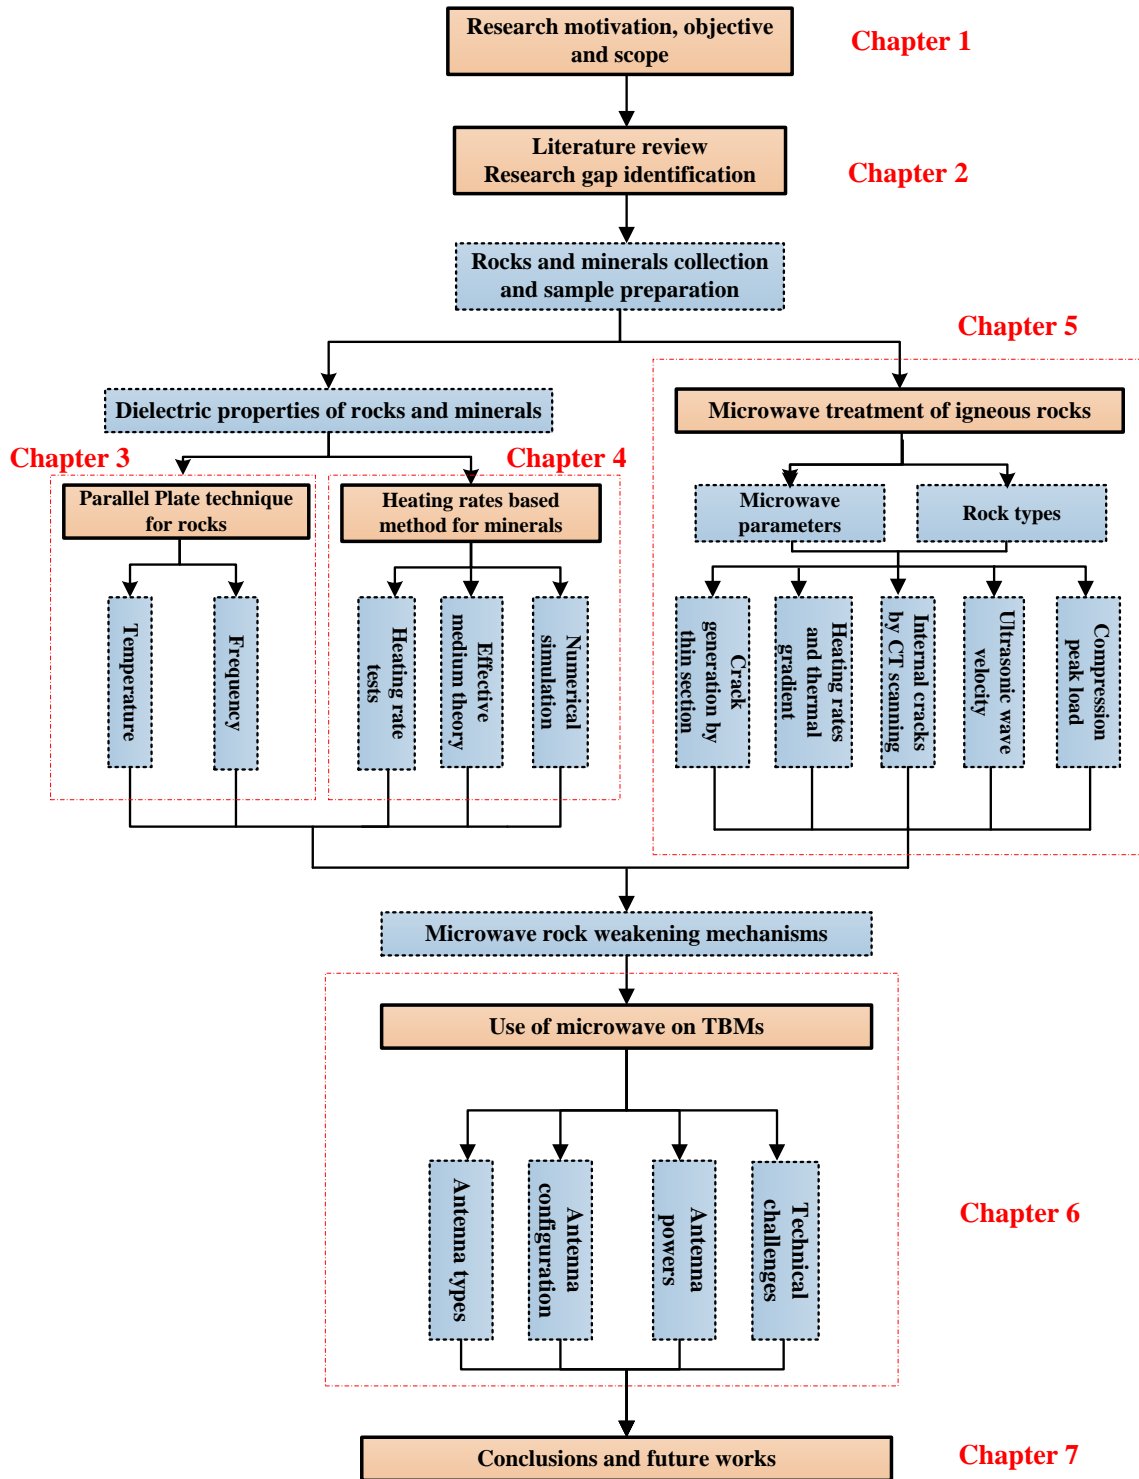 Research motivation, objective
and scope
Chapter 1
Literature review
Research gap identification
Chapter 2
Rocks and minerals collection
and sample preparation
Chapter 5
Dielectric properties of rocks and minerals
Microwave treatment of igneous rocks
Chapter 3
Chapter 4
Parallel Plate technique
for rocks
Heating rates based
method for minerals
Microwave
parameters
Rock types
Temperature
Frequency
Heating rate
tests
Effective
medium theory
Numerical
simulation
Crack
generation by
thin section
Heating rates
and thermal
gradient
Internal cracks
by CT scanning
Ultrasonic wave
velocity
Compression
peak load
Microwave rock weakening mechanisms
Use of microwave on TBMs
Antenna types
Antenna
configuration
Antenna
powers
Technical
challenges
Chapter 6
Conclusions and future works
Chapter 7